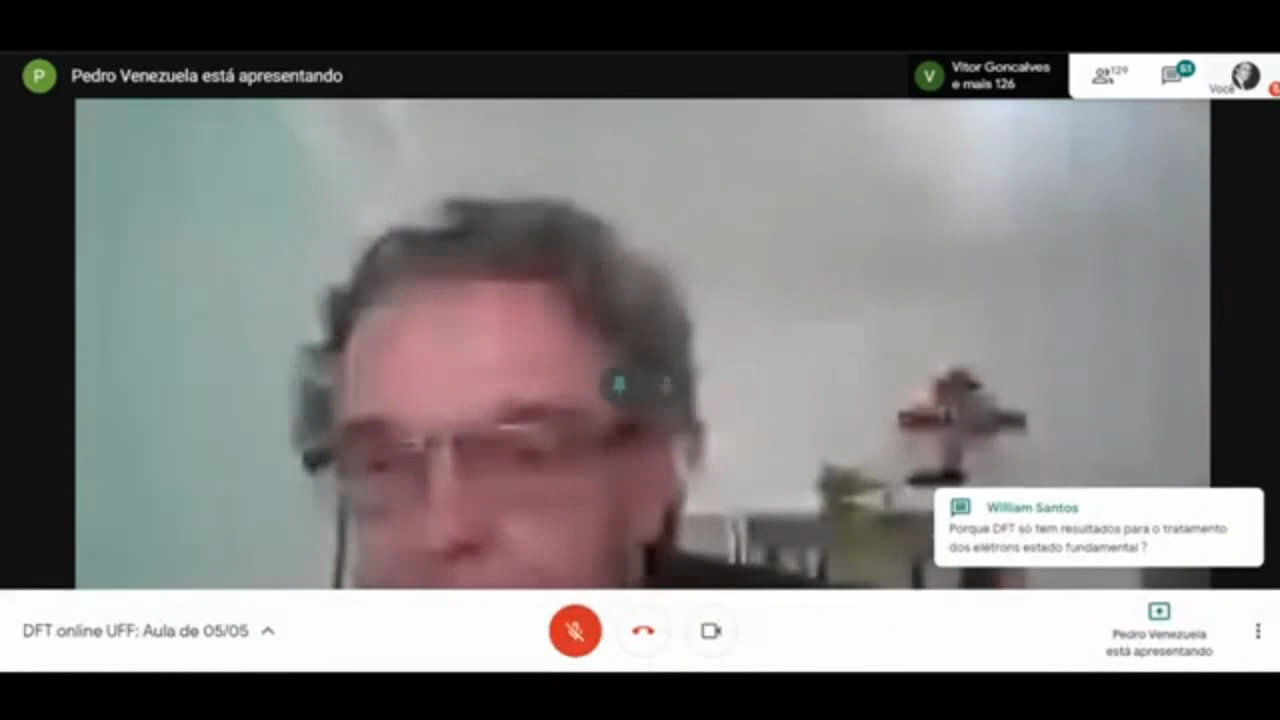 P
Pedro Venezuela está apresentando
V
Vitor Goncalves
e mais 126
129
51
Você
William Santos
Porque DFT só tem resultados para o tratamento
dos elétrons estado fundamental ?
DFT online UFF: Aula de 05/05
Pedro Venezuela
está apresentando